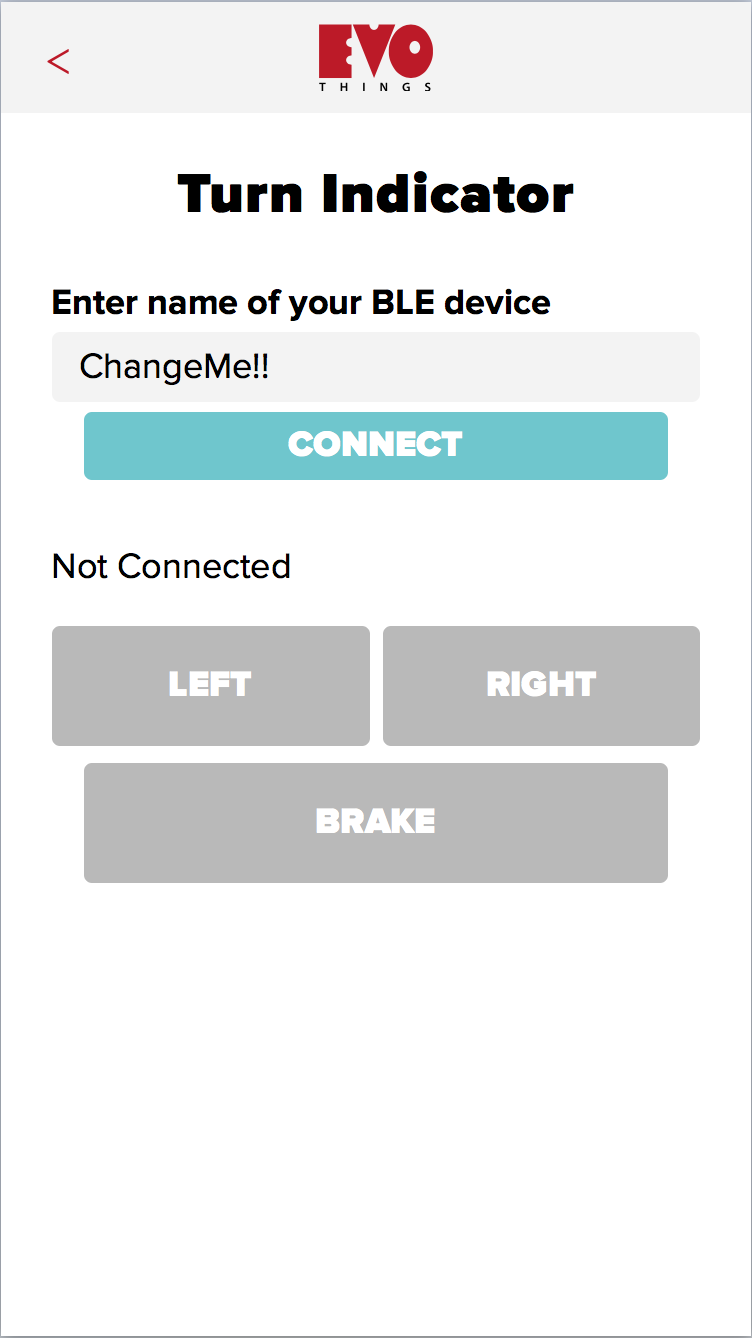 <
EVO
THINGS
Turn Indicator
Enter name of your BLE device
ChangeMe!!
CONNECT
Not Connected
LEFT RIGHT
BRAKE